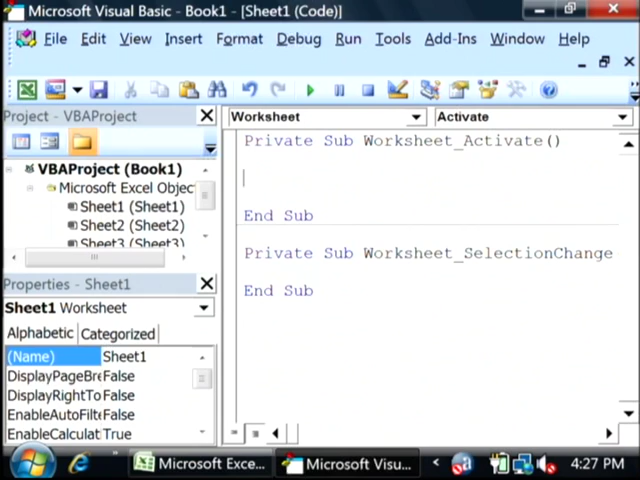 Microsoft Visual Basic - Book1 - [Sheet1 (Code)]
File Edit View Insert Format Debug Run Tools Add-Ins Window Help
Project - VBAProject
VBAProject (Book1)
Microsoft Excel Objec
Sheet1 (Sheet1)
Sheet2 (Sheet2)
Sheet3 (Sheet3)
Properties - Sheet1
Sheet1 Worksheet
Alphabetic Categorized
(Name) Sheet1
DisplayPageBre False
DisplayRightTo False
EnableAutoFilte False
EnableCalculat True
Worksheet Activate
Private Sub Worksheet_Activate()
End Sub
Private Sub Worksheet_SelectionChange
End Sub
Microsoft Exce... Microsoft Visu... 4:27 PM